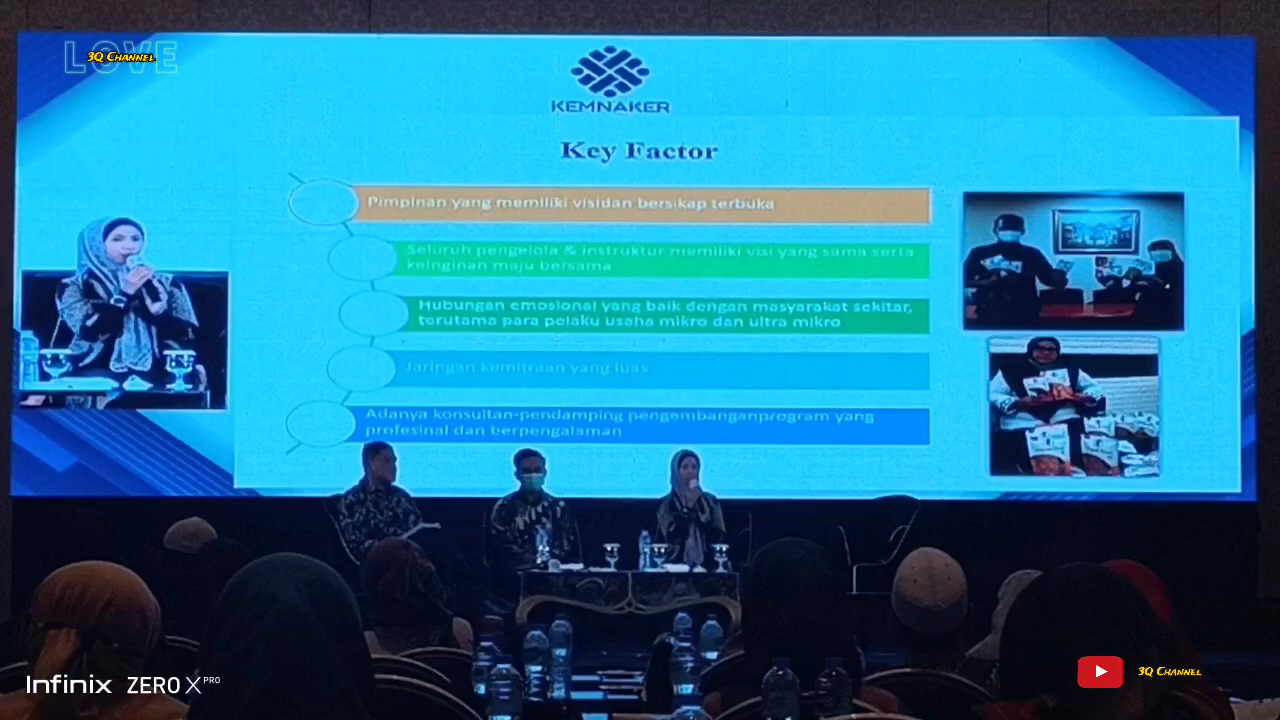 LOVE
3Q Channel
KEMNAKER
Key Factor
Pimpinan yang memiliki visidan bersikap terbuka
Seluruh pengelola & instruktur memiliki visi yang sama serta
keinginan maju bersama
Hubungan emosional yang baik dengan masyarakat sekitar,
terutama para pelaku usaha mikro dan ultra mikro
Jaringan kemitraan yang luas
Adanya konsultan-pendamping pengembanganprogram yang
profesinal dan berpengalaman
Infinix ZERO X PRO
3Q Channel